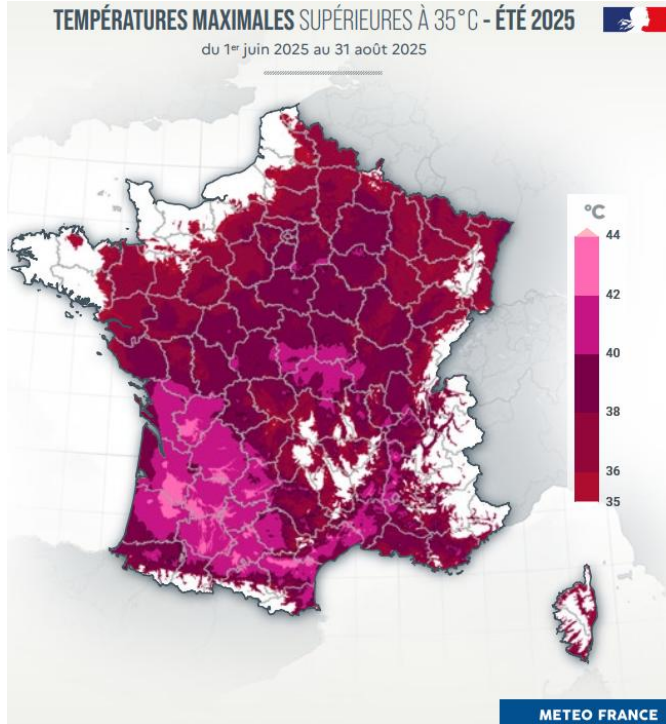 TEMPÉRATURES MAXIMALES SUPÉRIEURES À 35°C - ÉTÉ 2025
du 1er juin 2025 au 31 août 2025
°C
44
42
40
38
36
35
METEO FRANCE